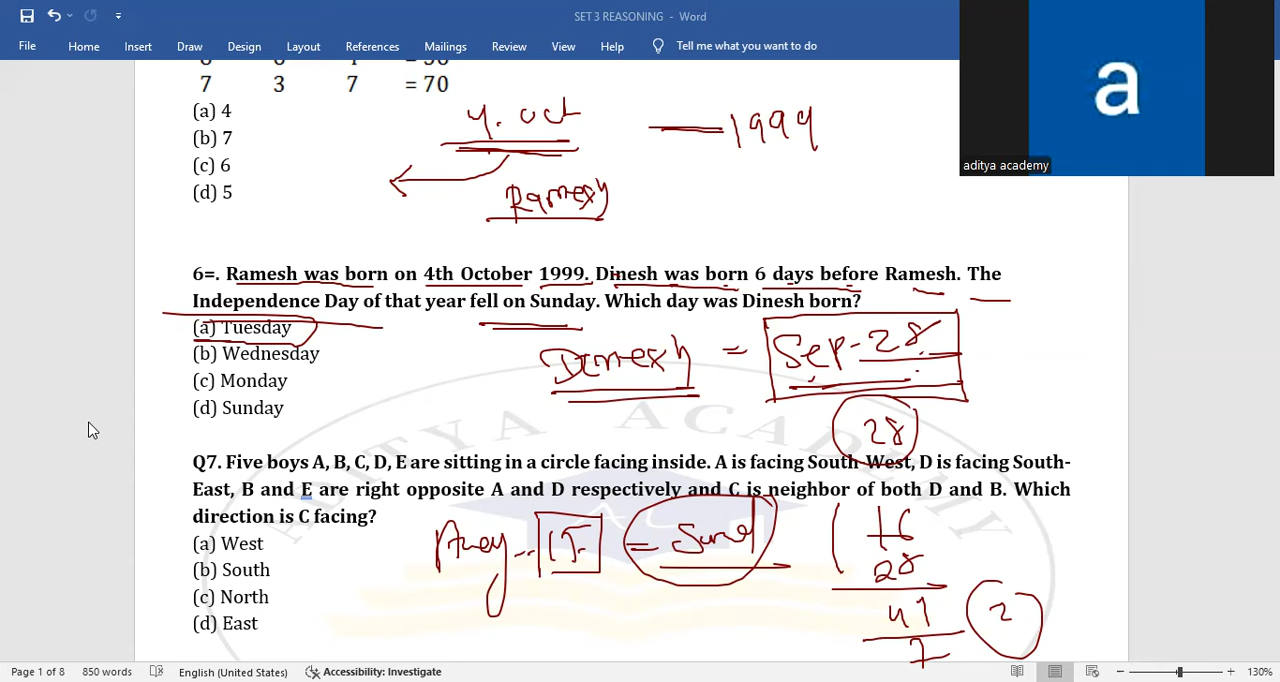 SET 3 REASONING - Word
File Home Insert Draw Design Layout References Mailings Review View Help Tell me what you want to do
a
aditya academy
7 3 7 = 70
(a) 4
(b) 7
(c) 6
(d) 5
4. oct
1999
Ramesh
6=. Ramesh was born on 4th October 1999. Dinesh was born 6 days before Ramesh. The
Independence Day of that year fell on Sunday. Which day was Dinesh born?
(a) Tuesday
(b) Wednesday
(c) Monday
(d) Sunday
Dinesh = Sep-28
28
ADITYA ACADEMY
Q7. Five boys A, B, C, D, E are sitting in a circle facing inside. A is facing South-West, D is facing South-
East, B and E are right opposite A and D respectively and C is neighbor of both D and B. Which
direction is C facing?
(a) West
(b) South
(c) North
(d) East
15
= Sund
16
28
7
2
Page 1 of 8 850 words English (United States) Accessibility: Investigate 130%